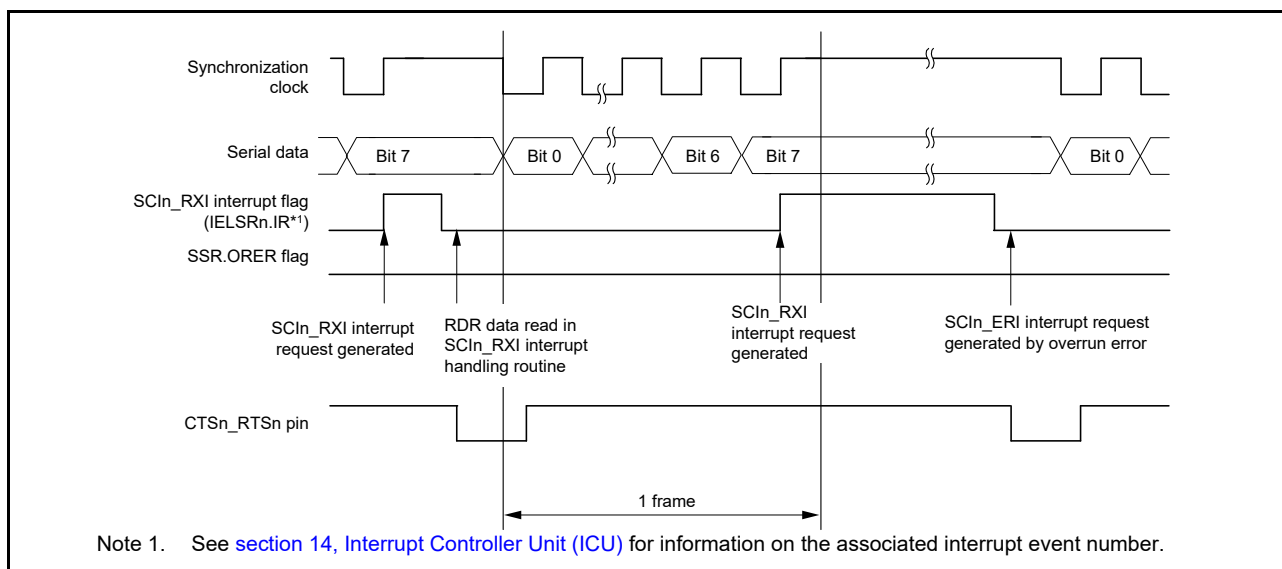 Synchronization
clock
Serial data
Bit 7
Bit 0
Bit 6
Bit 7
Bit 0
SCIn_RXI interrupt flag
(IELSRn.IR*1)
SSR.ORER flag
SCIn_RXI interrupt
request generated
RDR data read in
SCIn_RXI interrupt
handling routine
SCIn_RXI
interrupt request
generated
SCIn_ERI interrupt request
generated by overrun error
CTSn_RTSn pin
1 frame
Note 1. See section 14, Interrupt Controller Unit (ICU) for information on the associated interrupt event number.